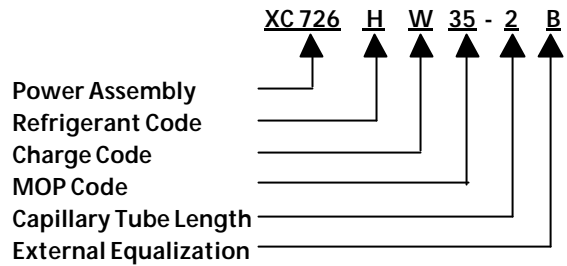 XC 726 H W 35 - 2 B
Power Assembly
Refrigerant Code
Charge Code
MOP Code
Capillary Tube Length
External Equalization